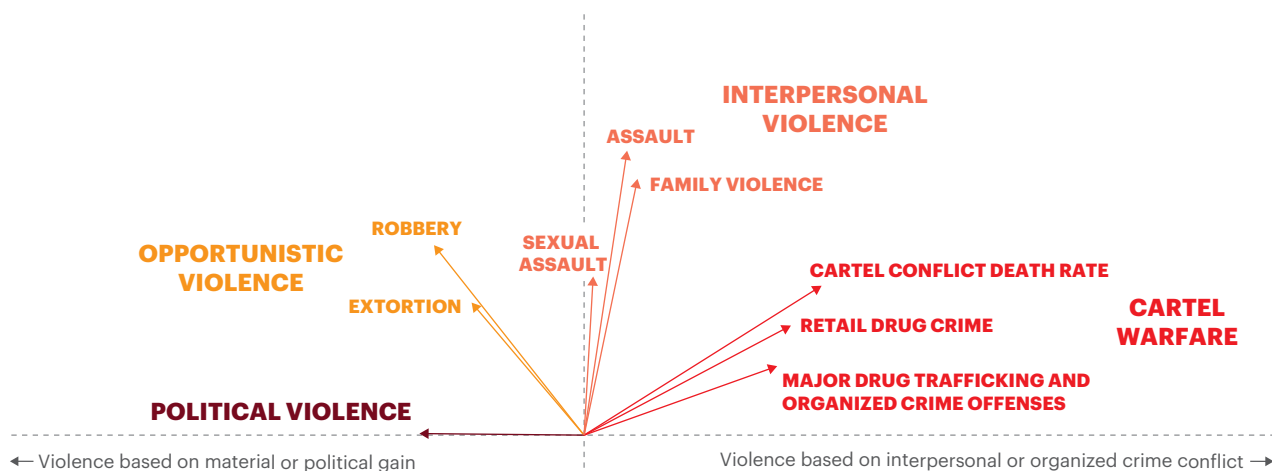 INTERPERSONAL
VIOLENCE
ASSAULT
FAMILY VIOLENCE
ROBBERY
SEXUAL
ASSAULT
OPPORTUNISTIC
VIOLENCE
EXTORTION
CARTEL CONFLICT DEATH RATE
RETAIL DRUG CRIME
CARTEL
WARFARE
MAJOR DRUG TRAFFICKING AND
ORGANIZED CRIME OFFENSES
POLITICAL VIOLENCE
← Violence based on material or political gain
Violence based on interpersonal or organized crime conflict →